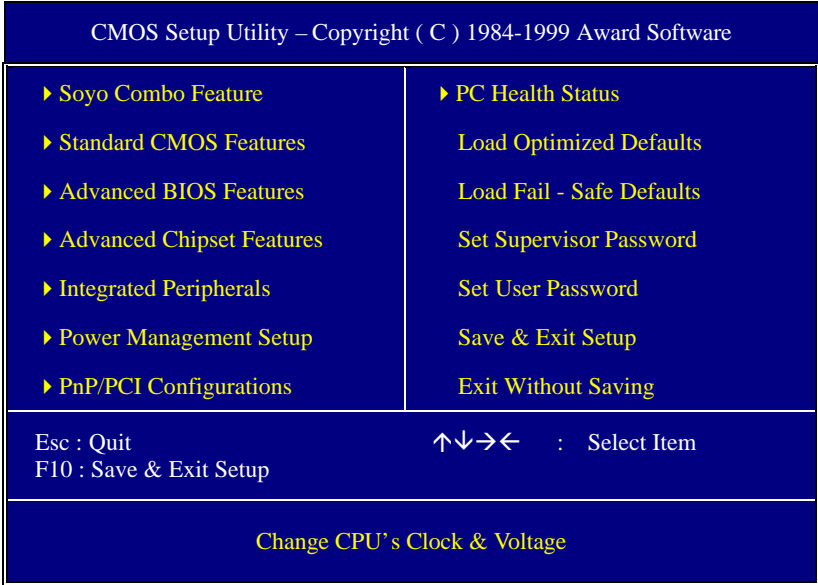 CMOS Setup Utility – Copyright ( C ) 1984-1999 Award Software
Soyo Combo Feature
Standard CMOS Features
Advanced BIOS Features
Advanced Chipset Features
Integrated Peripherals
Power Management Setup
PnP/PCI Configurations
PC Health Status
Load Optimized Defaults
Load Fail - Safe Defaults
Set Supervisor Password
Set User Password
Save & Exit Setup
Exit Without Saving
Esc : Quit
F10 : Save & Exit Setup
↑↓→← : Select Item
Change CPU's Clock & Voltage